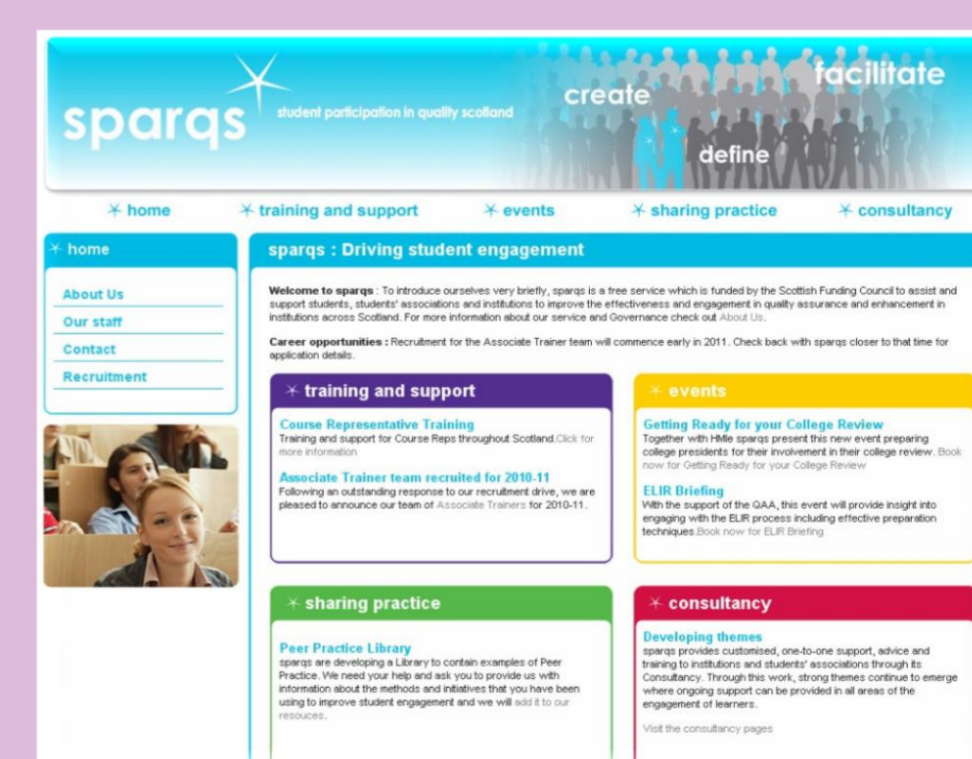 sparqs
student participation in quality scotland
create
facilitate
define
home
training and support
events
sharing practice
consultancy
home
About Us
Our staff
Contact
Recruitment
sparqs : Driving student engagement
Welcome to sparqs : To introduce ourselves very briefly, sparqs is a free service which is funded by the Scottish Funding Council to assist and
support students, students' associations and institutions to improve the effectiveness and engagement in quality assurance and enhancement in
institutions across Scotland. For more information about our service and Governance check out About Us.
Career opportunities : Recruitment for the Associate Trainer team will commence early in 2011. Check back with sparqs closer to that time for
application details.
training and support
Course Representative Training
Training and support for Course Reps throughout Scotland.Click for
more information
Associate Trainer team recruited for 2010-11
Following an outstanding response to our recruitment drive, we are
pleased to announce our team of Associate Trainers for 2010-11.
events
Getting Ready for your College Review
Together with HMIe sparqs present this new event preparing
college presidents for their involvement in their college review. Book
now for Getting Ready for your College Review
ELIR Briefing
With the support of the QAA, this event will provide insight into
engaging with the ELIR process including effective preparation
techniques.Book now for ELIR Briefing
sharing practice
Peer Practice Library
sparqs are developing a Library to contain examples of Peer
Practice. We need your help and ask you to provide us with
information about the methods and initiatives that you have been
using to improve student engagement and we will add it to our
resouces.
consultancy
Developing themes
sparqs provides customised, one-to-one support, advice and
training to institutions and students' associations through its
Consultancy. Through this work, strong themes continue to emerge
where ongoing support can be provided in all areas of the
engagement of learners.
Visit the consultancy pages